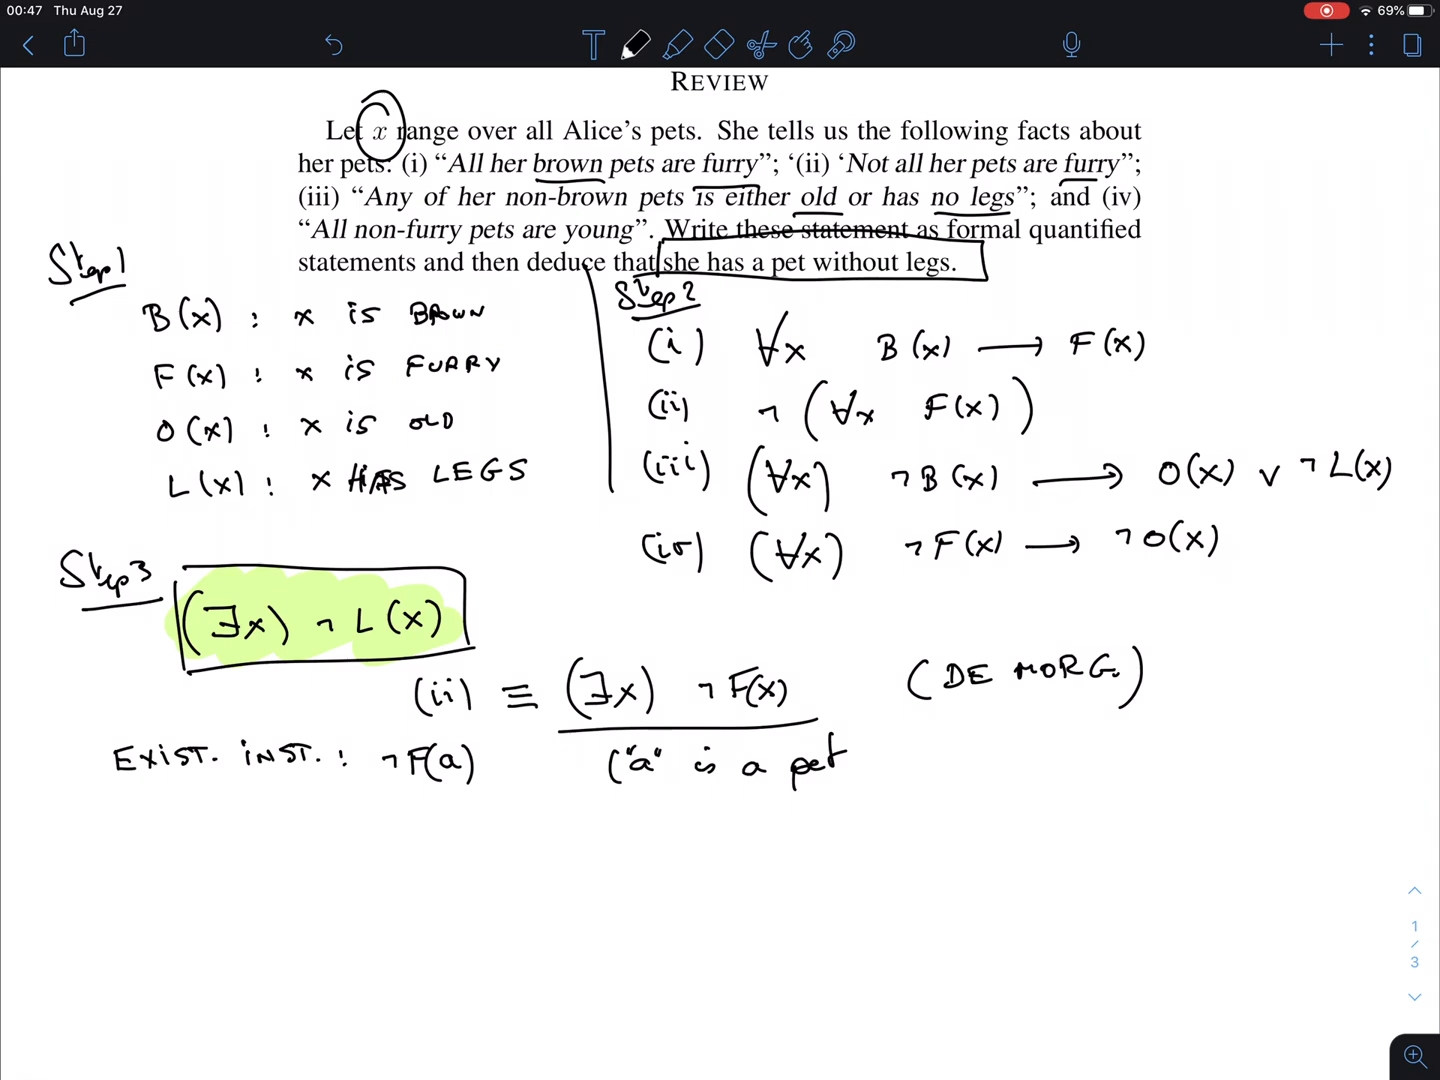 00:47 Thu Aug 27
69%
REVIEW
Let x range over all Alice's pets. She tells us the following facts about
her pets: (i) “All her brown pets are furry”; ‘(ii) ‘Not all her pets are furry”;
(iii) “Any of her non-brown pets is either old or has no legs”; and (iv)
“All non-furry pets are young”. Write these statement as formal quantified
statements and then deduce that she has a pet without legs.
Step 1
B(x) : x is BROWN
F(x) : x is FURRY
O(x) : x is OLD
L(x) : x HAS LEGS
Step 2
(i) ∀x B(x) → F(x)
(ii) ¬(∀x F(x))
(iii) (∀x) ¬B(x) → O(x) ∨ ¬L(x)
(iv) (∀x) ¬F(x) → ¬O(x)
Step 3
(∃x) ¬L(x)
(ii) ≡ (∃x) ¬F(x) (DE MORG.)
EXIST. INST. : ¬F(a) ("a" is a pet
1
/
3